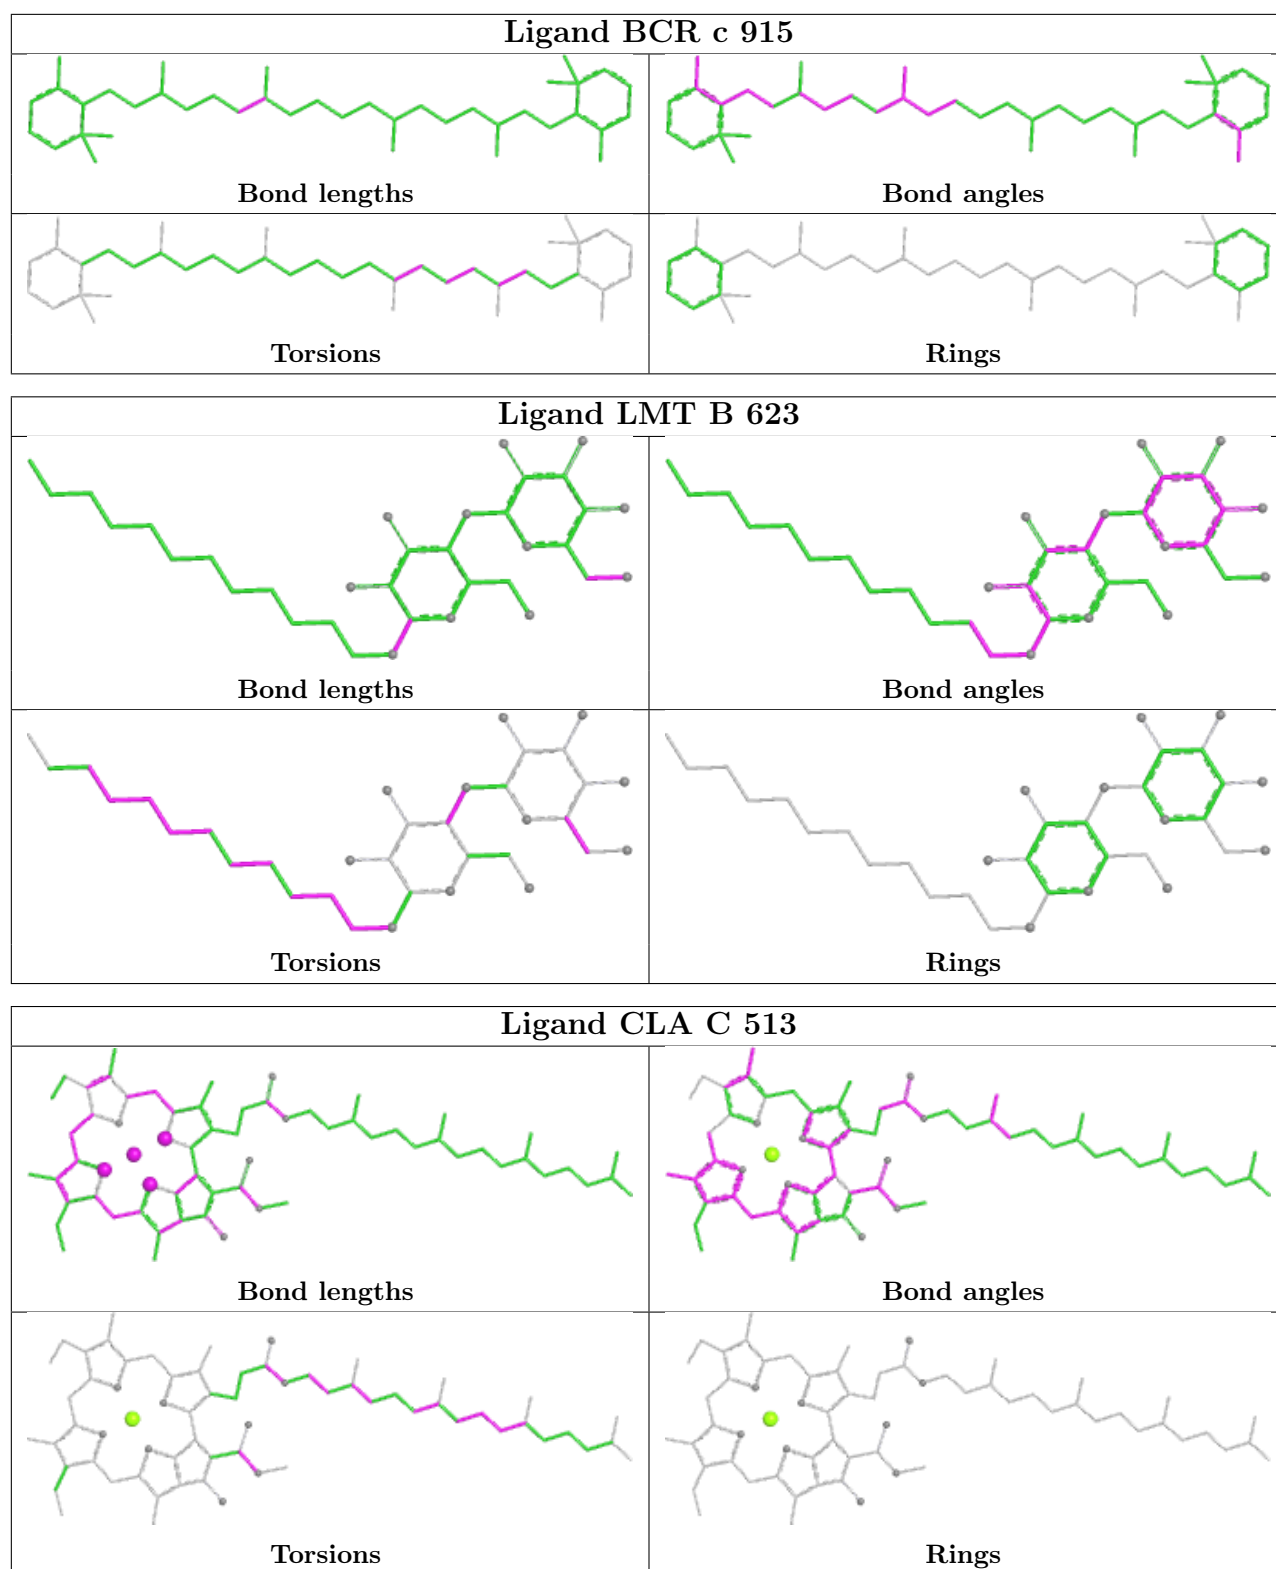 Ligand BCR c 915
Bond lengths
Bond angles
Torsions
Rings
Ligand LMT B 623
Bond lengths
Bond angles
Torsions
Rings
Ligand CLA C 513
Bond lengths
Bond angles
Torsions
Rings